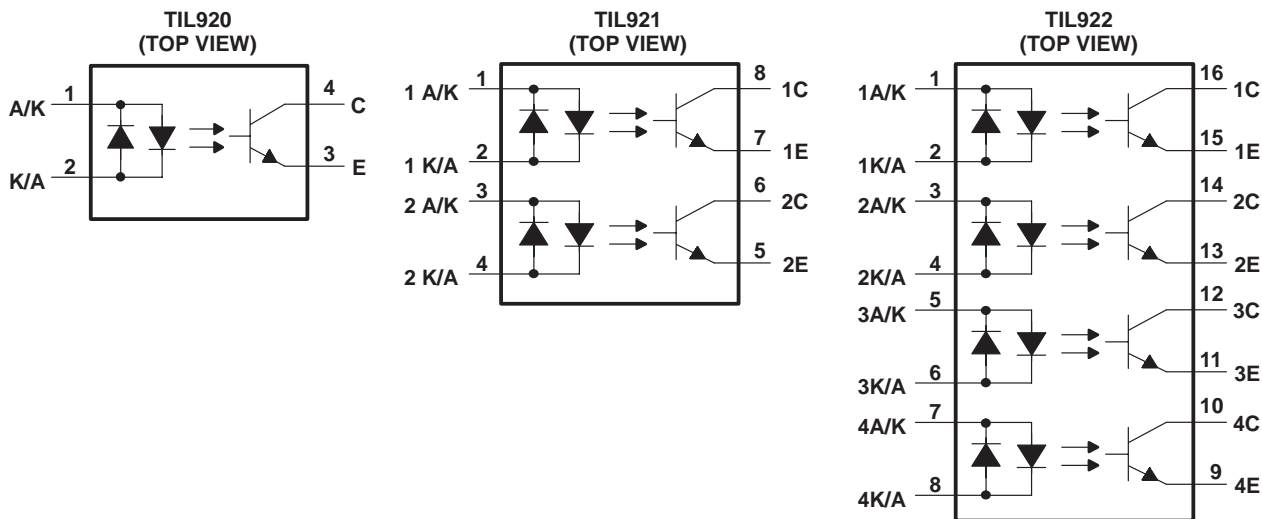 TIL920
(TOP VIEW)
A/K 1
4 C
K/A 2
3 E
TIL921
(TOP VIEW)
1 A/K 1
8 1C
1 K/A 2
7 1E
2 A/K 3
6 2C
2 K/A 4
5 2E
TIL922
(TOP VIEW)
1A/K 1
16 1C
1K/A 2
15 1E
2A/K 3
14 2C
2K/A 4
13 2E
3A/K 5
12 3C
3K/A 6
11 3E
4A/K 7
10 4C
4K/A 8
9 4E